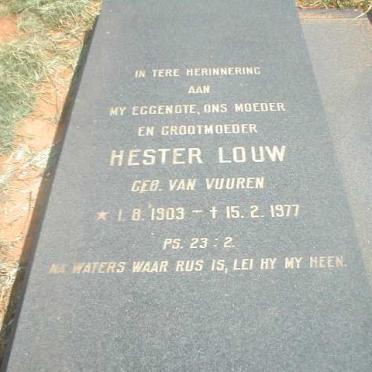 IN TERE HERINNERING
AAN
MY EGGENOTE, ONS MOEDER
EN GROOTMOEDER
HESTER LOUW
GEB. VAN VUUREN
* 1. 8. 1903 – † 15. 2. 1977
PS. 23 : 2.
NA WATERS WAAR RUS IS, LEI HY MY HEEN.